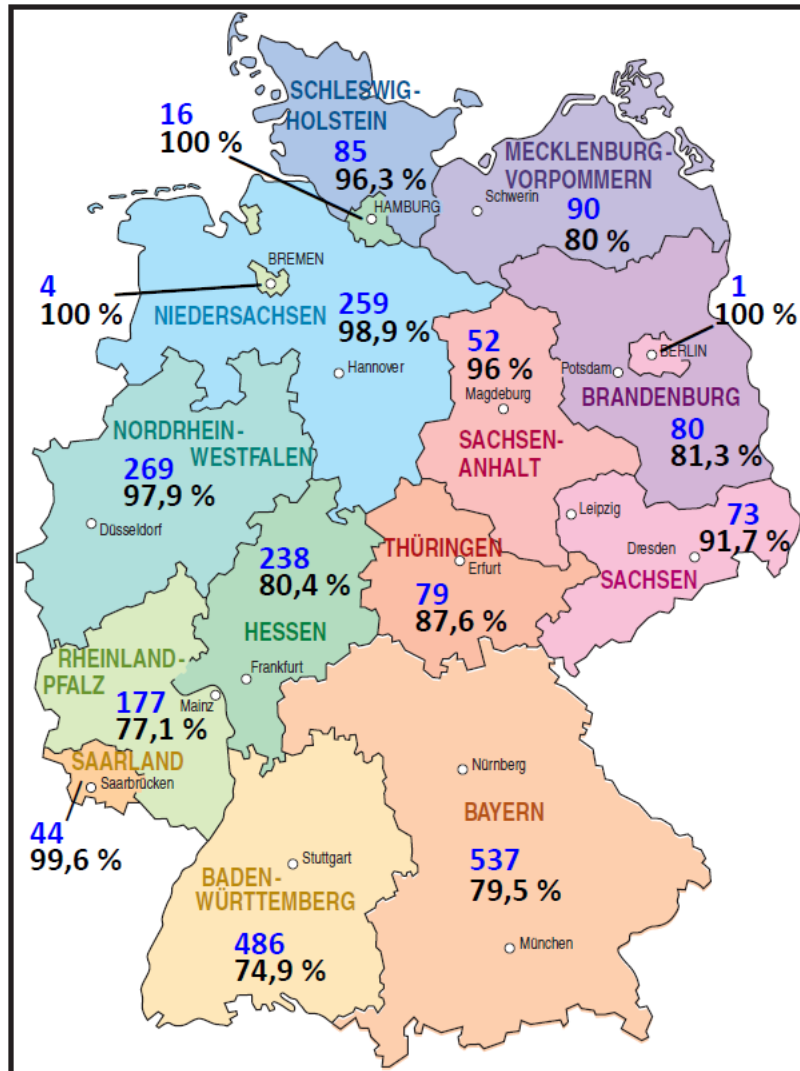 SCHLESWIG-
HOLSTEIN
85
96,3 %
16
100 %
HAMBURG
MECKLENBURG-
VORPOMMERN
Schwerin
90
80 %
BREMEN
4
100 %
NIEDERSACHSEN
259
98,9 %
Hannover
1
100 %
BERLIN
Potsdam
BRANDENBURG
80
81,3 %
52
96 %
Magdeburg
SACHSEN-
ANHALT
NORDRHEIN-
WESTFALEN
269
97,9 %
Düsseldorf
Leipzig
73
91,7 %
Dresden
SACHSEN
THÜRINGEN
Erfurt
79
87,6 %
238
80,4 %
HESSEN
Frankfurt
RHEINLAND-
PFALZ
177
77,1 %
Mainz
SAARLAND
Saarbrücken
44
99,6 %
Nürnberg
BAYERN
537
79,5 %
München
Stuttgart
BADEN-
WÜRTTEMBERG
486
74,9 %